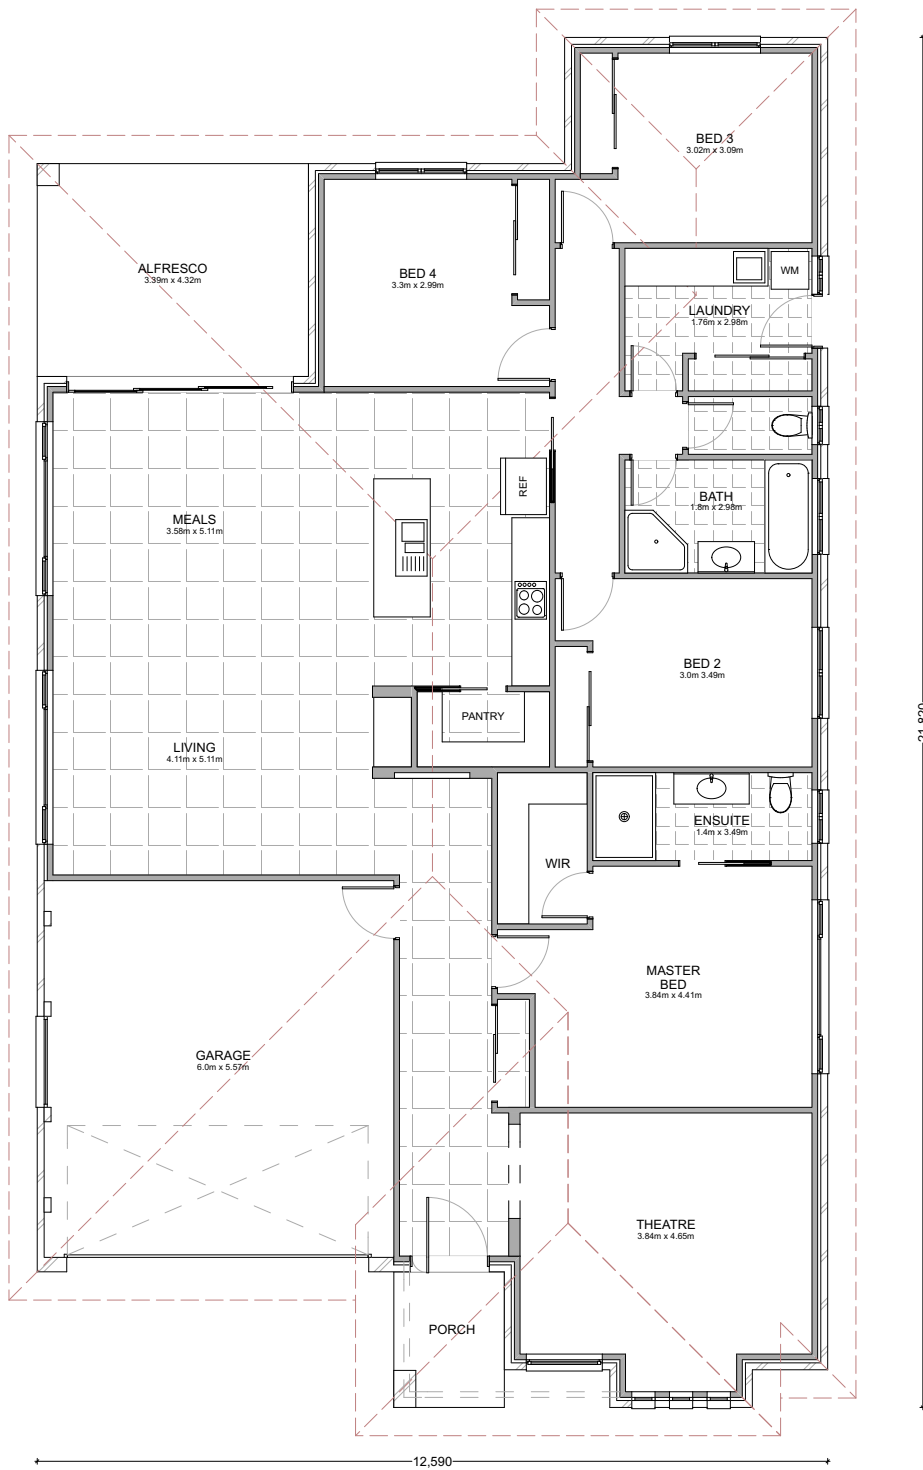 BED 3
3.02m x 3.09m
ALFRESCO
3.39m x 4.32m
BED 4
3.3m x 2.99m
WM
LAUNDRY
1.76m x 2.98m
REF
MEALS
3.58m x 5.11m
BATH
1.8m x 2.98m
BED 2
3.0m 3.49m
PANTRY
21,820
LIVING
4.11m x 5.11m
ENSUITE
1.4m x 3.49m
WIR
MASTER
BED
3.84m x 4.41m
GARAGE
6.0m x 5.57m
THEATRE
3.84m x 4.65m
PORCH
12,590